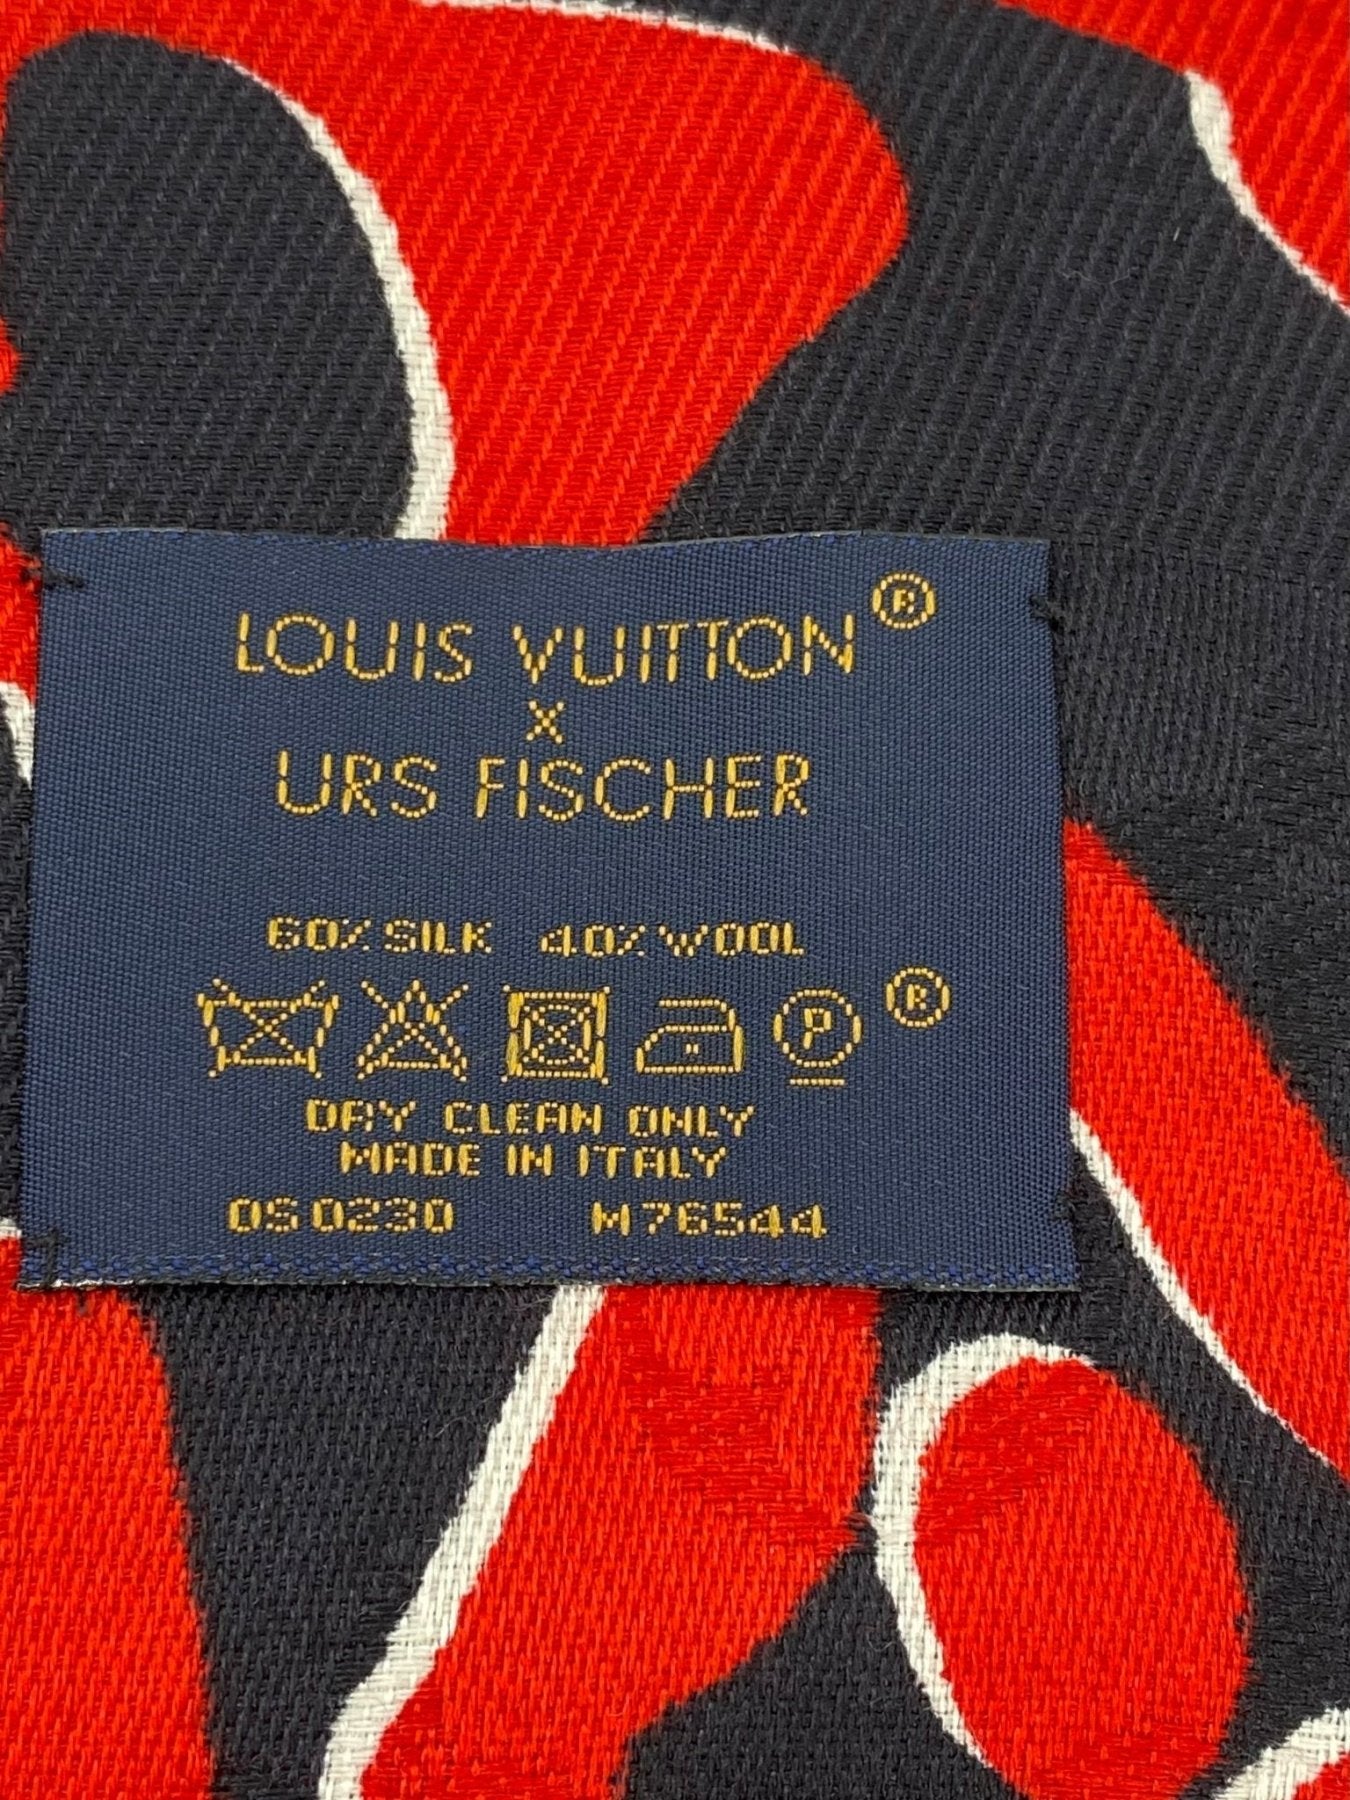 LOUIS VUITTON®
X
URS FISCHER
60% SILK 40% WOOL
P ®
DRY CLEAN ONLY
MADE IN ITALY
OS0230 M76544